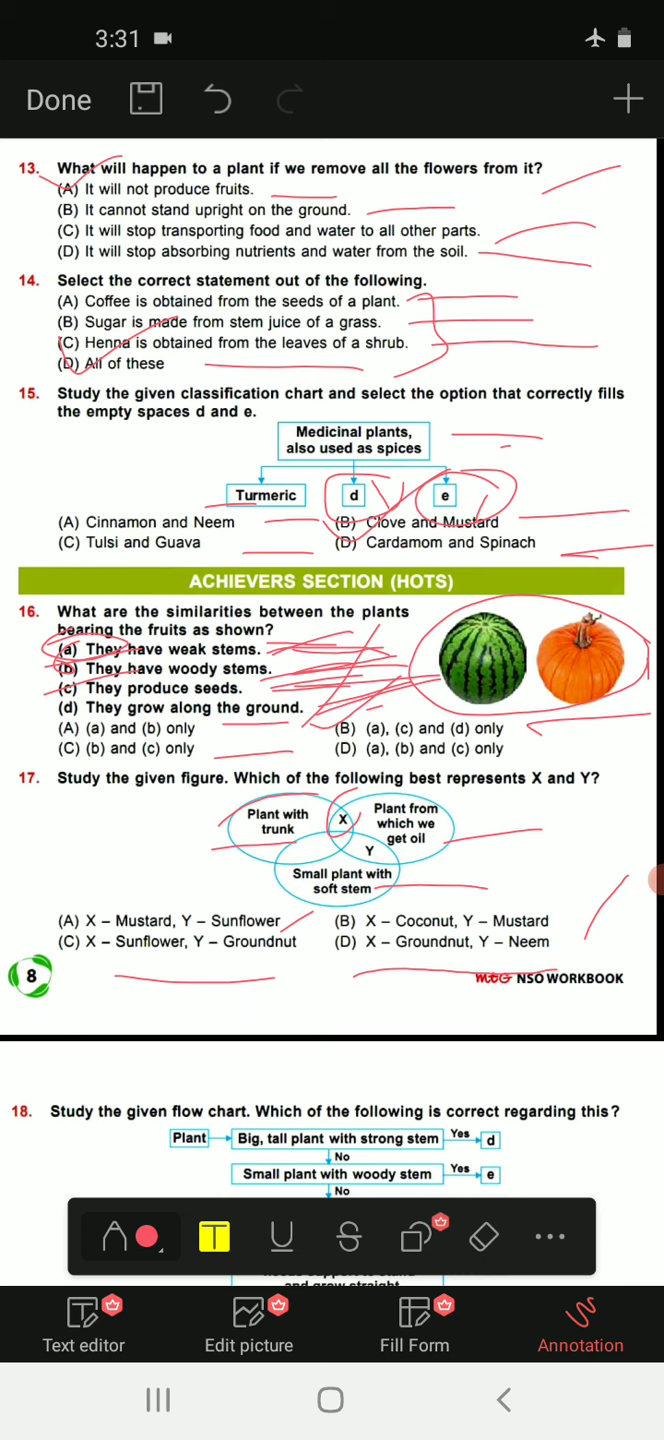 3:31
Done
13. What will happen to a plant if we remove all the flowers from it?
(A) It will not produce fruits.
(B) It cannot stand upright on the ground.
(C) It will stop transporting food and water to all other parts.
(D) It will stop absorbing nutrients and water from the soil.
14. Select the correct statement out of the following.
(A) Coffee is obtained from the seeds of a plant.
(B) Sugar is made from stem juice of a grass.
(C) Henna is obtained from the leaves of a shrub.
(D) All of these
15. Study the given classification chart and select the option that correctly fills
the empty spaces d and e.
Medicinal plants,
also used as spices
Turmeric d e
(A) Cinnamon and Neem (B) Clove and Mustard
(C) Tulsi and Guava (D) Cardamom and Spinach
ACHIEVERS SECTION (HOTS)
16. What are the similarities between the plants
bearing the fruits as shown?
(a) They have weak stems.
(b) They have woody stems.
(c) They produce seeds.
(d) They grow along the ground.
(A) (a) and (b) only (B) (a), (c) and (d) only
(C) (b) and (c) only (D) (a), (b) and (c) only
17. Study the given figure. Which of the following best represents X and Y?
Plant with
trunk
X
Plant from
which we
get oil
Y
Small plant with
soft stem
(A) X – Mustard, Y – Sunflower (B) X – Coconut, Y – Mustard
(C) X – Sunflower, Y – Groundnut (D) X – Groundnut, Y – Neem
8 MtG NSO WORKBOOK
18. Study the given flow chart. Which of the following is correct regarding this?
Plant Big, tall plant with strong stem Yes d
No
Small plant with woody stem Yes e
No
and grow straight
Text editor Edit picture Fill Form Annotation